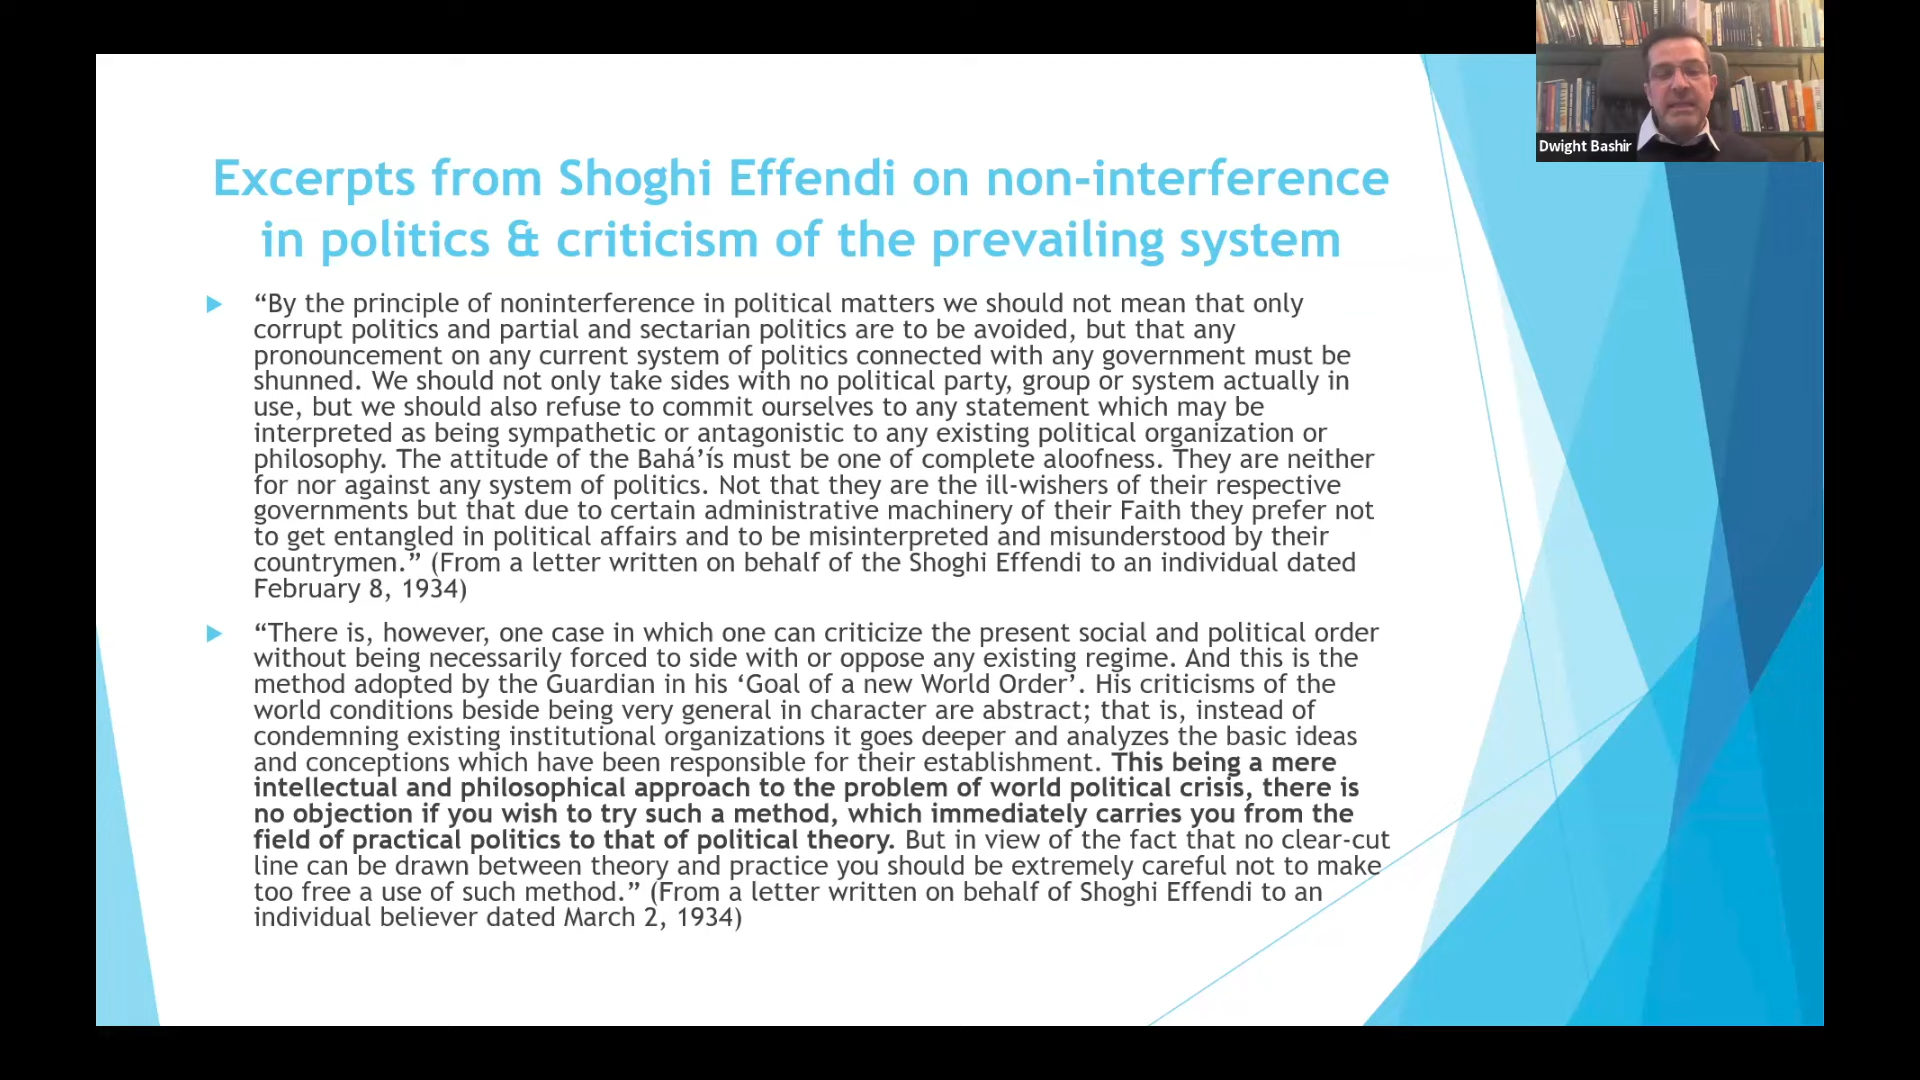 Dwight Bashir
Excerpts from Shoghi Effendi on non-interference
in politics & criticism of the prevailing system
“By the principle of noninterference in political matters we should not mean that only
corrupt politics and partial and sectarian politics are to be avoided, but that any
pronouncement on any current system of politics connected with any government must be
shunned. We should not only take sides with no political party, group or system actually in
use, but we should also refuse to commit ourselves to any statement which may be
interpreted as being sympathetic or antagonistic to any existing political organization or
philosophy. The attitude of the Bahá’ís must be one of complete aloofness. They are neither
for nor against any system of politics. Not that they are the ill-wishers of their respective
governments but that due to certain administrative machinery of their Faith they prefer not
to get entangled in political affairs and to be misinterpreted and misunderstood by their
countrymen.” (From a letter written on behalf of the Shoghi Effendi to an individual dated
February 8, 1934)
“There is, however, one case in which one can criticize the present social and political order
without being necessarily forced to side with or oppose any existing regime. And this is the
method adopted by the Guardian in his ‘Goal of a new World Order’. His criticisms of the
world conditions beside being very general in character are abstract; that is, instead of
condemning existing institutional organizations it goes deeper and analyzes the basic ideas
and conceptions which have been responsible for their establishment. This being a mere
intellectual and philosophical approach to the problem of world political crisis, there is
no objection if you wish to try such a method, which immediately carries you from the
field of practical politics to that of political theory. But in view of the fact that no clear-cut
line can be drawn between theory and practice you should be extremely careful not to make
too free a use of such method.” (From a letter written on behalf of Shoghi Effendi to an
individual believer dated March 2, 1934)